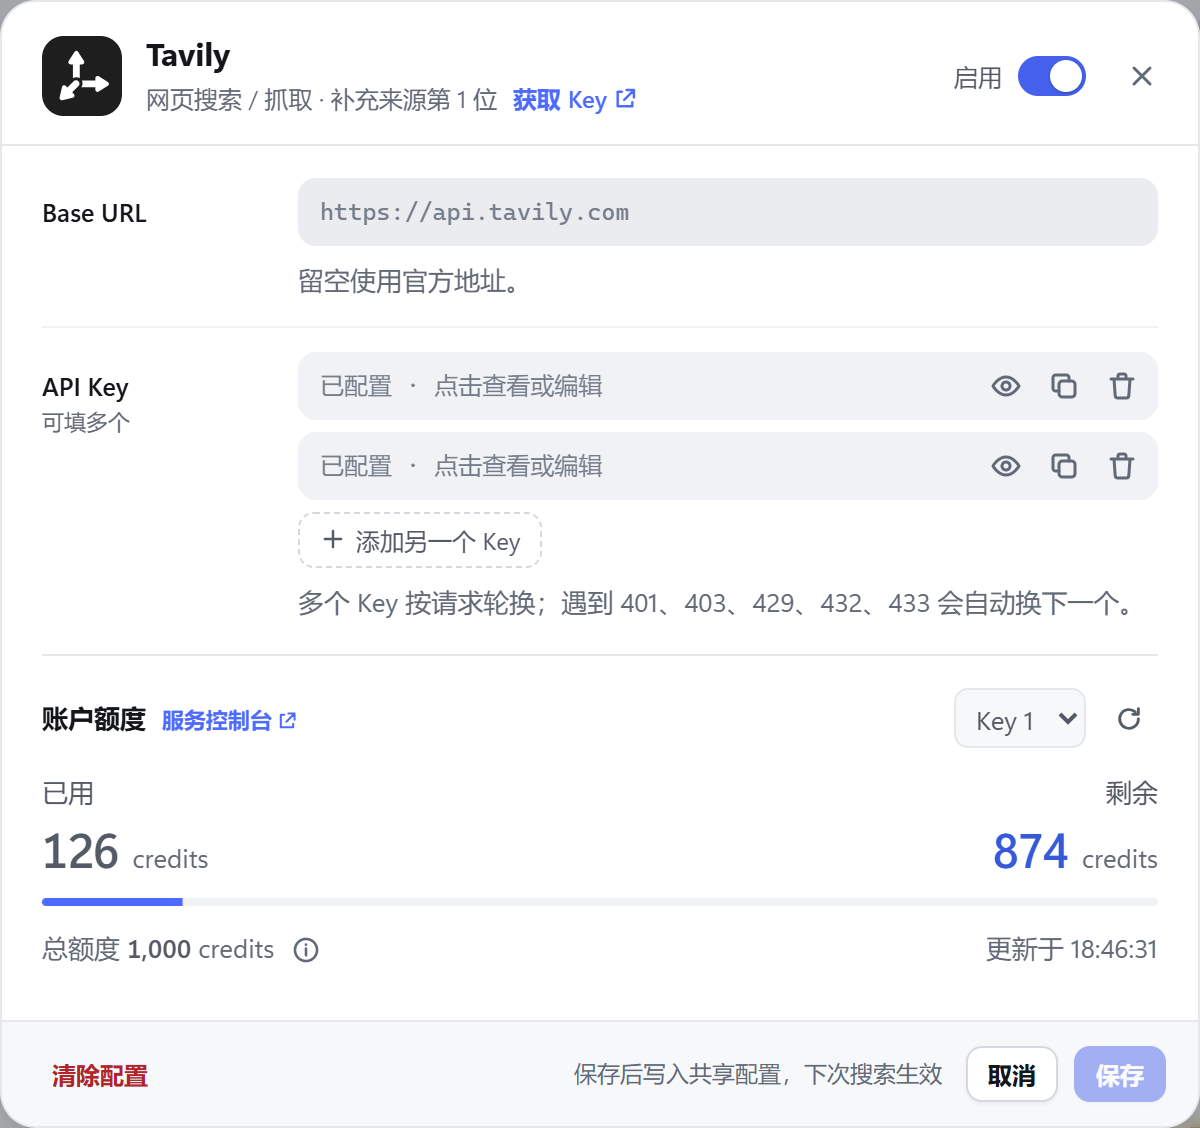 Tavily
网页搜索 / 抓取 · 补充来源第 1 位 获取 Key
启用
Base URL
https://api.tavily.com
留空使用官方地址。
API Key
可填多个
已配置 · 点击查看或编辑
已配置 · 点击查看或编辑
+ 添加另一个 Key
多个 Key 按请求轮换；遇到 401、403、429、432、433 会自动换下一个。
账户额度 服务控制台
Key 1
已用
剩余
126 credits
874 credits
总额度 1,000 credits
更新于 18:46:31
清除配置
保存后写入共享配置，下次搜索生效
取消
保存